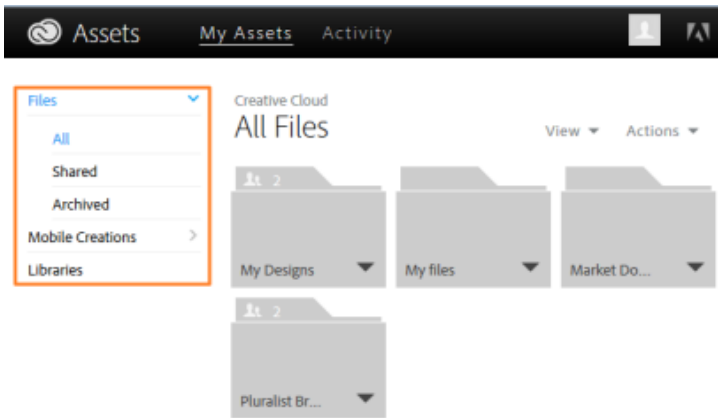 Assets My Assets Activity
Files
All
Shared
Archived
Mobile Creations
Libraries
Creative Cloud
All Files
View Actions
2
My Designs
My files
Market Do...
2
Pluralist Br...